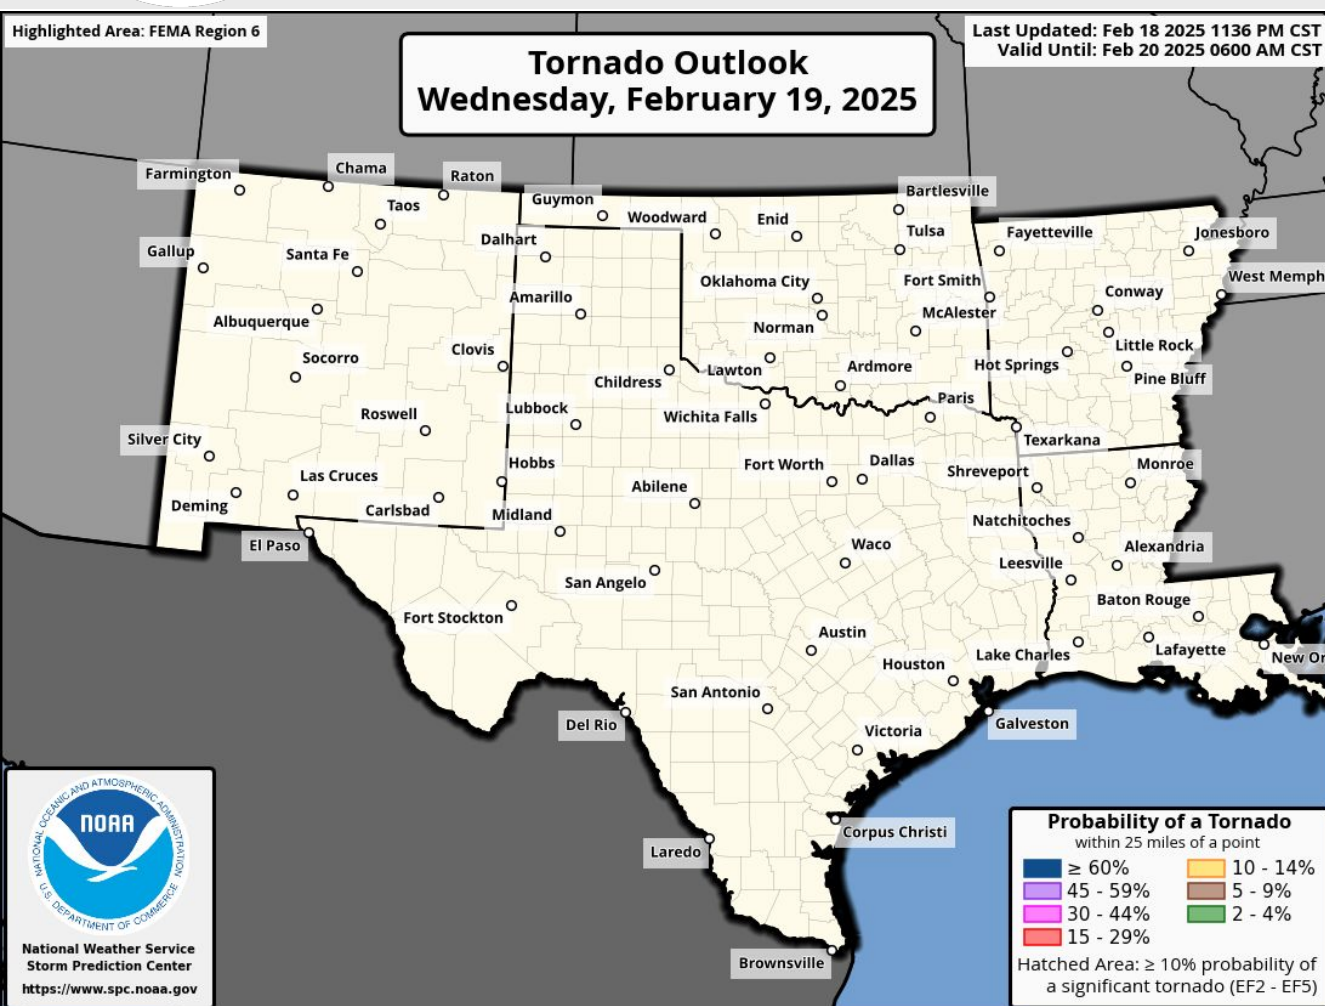 Highlighted Area: FEMA Region 6
Last Updated: Feb 18 2025 1136 PM CST
Valid Until: Feb 20 2025 0600 AM CST
Tornado Outlook
Wednesday, February 19, 2025
Farmington
Chama
Raton
Taos
Guymon
Woodward
Enid
Bartlesville
Tulsa
Fayetteville
Jonesboro
Gallup
Santa Fe
Dalhart
Oklahoma City
Fort Smith
West Memph
Amarillo
Conway
Albuquerque
Norman
McAlester
Little Rock
Socorro
Clovis
Childress
Lawton
Ardmore
Hot Springs
Pine Bluff
Roswell
Lubbock
Wichita Falls
Paris
Texarkana
Silver City
Las Cruces
Hobbs
Abilene
Fort Worth
Dallas
Shreveport
Monroe
Deming
Carlsbad
Midland
Natchitoches
El Paso
Waco
Alexandria
San Angelo
Leesville
Fort Stockton
Baton Rouge
Austin
Houston
Lake Charles
Lafayette
New Or
San Antonio
Del Rio
Galveston
Victoria
Corpus Christi
Laredo
Brownsville
NATIONAL OCEANIC AND ATMOSPHERIC ADMINISTRATION
NOAA
U.S. DEPARTMENT OF COMMERCE
National Weather Service
Storm Prediction Center
https://www.spc.noaa.gov
Probability of a Tornado
within 25 miles of a point
≥ 60%
10 - 14%
45 - 59%
5 - 9%
30 - 44%
2 - 4%
15 - 29%
Hatched Area: ≥ 10% probability of
a significant tornado (EF2 - EF5)